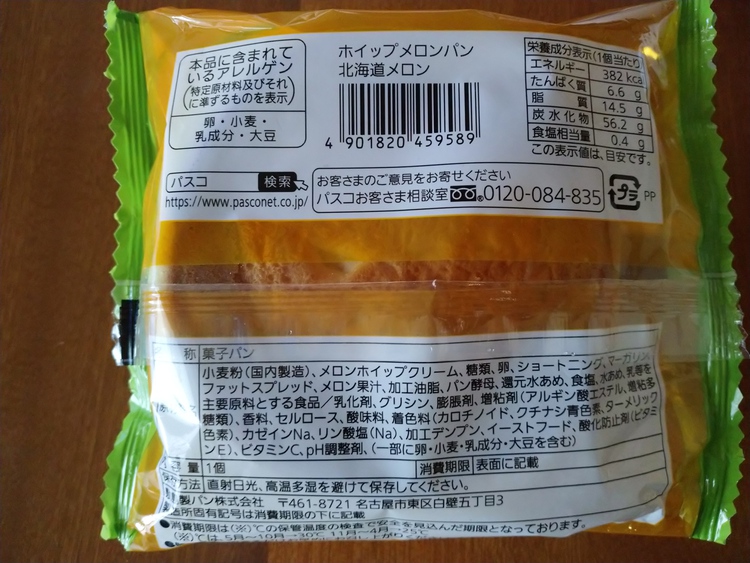 本品に含まれて
いるアレルゲン
(特定原材料及びそれ
に準ずるものを表示)
卵・小麦・
乳成分・大豆
ホイップメロンパン
北海道メロン
4 901820 459589
栄養成分表示(1個当たり)
エネルギー 382 kcal
たんぱく質 6.6 g
脂質 14.5 g
炭水化物 56.2 g
食塩相当量 0.4 g
この表示値は、目安です。
パスコ 検索
https://www.pasconet.co.jp/
お客さまのご意見をお寄せください
パスコお客さま相談室 0120-084-835
プラ PP
称 菓子パン
小麦粉(国内製造)、メロンホイップクリーム、糖類、卵、ショートニング、マーガリン、
ファットスプレッド、メロン果汁、加工油脂、パン酵母、還元水あめ、食塩、水あめ、乳等を
主要原料とする食品/乳化剤、グリシン、膨脹剤、増粘剤(アルギン酸エステル、増粘多
糖類)、香料、セルロース、酸味料、着色料(カロチノイド、クチナシ青色素、ターメリック
色素)、カゼインNa、リン酸塩(Na)、加工デンプン、イーストフード、酸化防止剤(ビタミ
ンE)、ビタミンC、pH調整剤、(一部に卵・小麦・乳成分・大豆を含む)
容量 1個 消費期限 表面に記載
方法 直射日光、高温多湿を避けて保存してください。
製パン株式会社 〒461-8721 名古屋市東区白壁五丁目3
所固有記号は消費期限の下に記載
●消費期限は(※)での保管温度の検査で安全を見込んだ期限となっております。
(※)では、5月~10月→30℃ 11月~4月→25℃